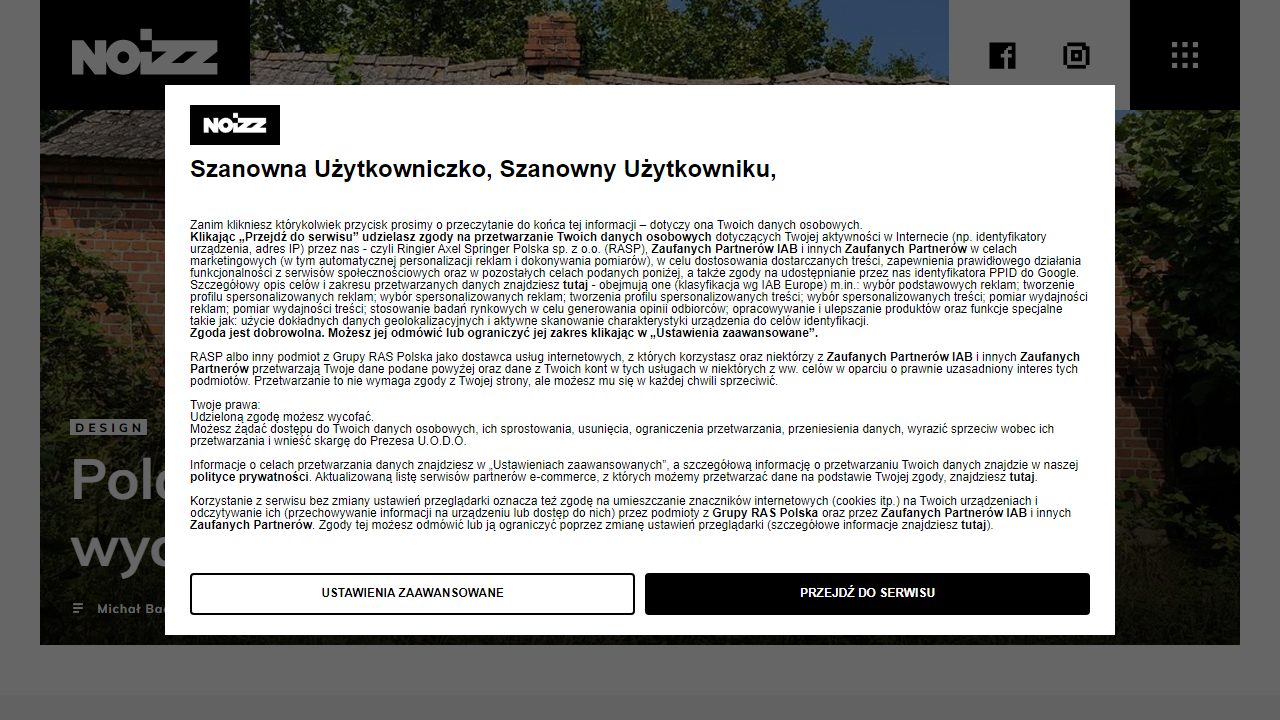 NOIZZ
NOIZZ
Szanowna Użytkowniczko, Szanowny Użytkowniku,
Zanim klikniesz którykolwiek przycisk prosimy o przeczytanie do końca tej informacji – dotyczy ona Twoich danych osobowych.
Klikając „Przejdź do serwisu” udzielasz zgody na przetwarzanie Twoich danych osobowych dotyczących Twojej aktywności w Internecie (np. identyfikatory
urządzenia, adres IP) przez nas - czyli Ringier Axel Springer Polska sp. z o.o. (RASP), Zaufanych Partnerów IAB i innych Zaufanych Partnerów w celach
marketingowych (w tym automatycznej personalizacji reklam i dokonywania pomiarów), w celu dostosowania dostarczanych treści, zapewnienia prawidłowego działania
funkcjonalności z serwisów społecznościowych oraz w pozostałych celach podanych poniżej, a także zgody na udostępnianie przez nas identyfikatora PPID do Google.
Szczegółowy opis celów i zakresu przetwarzanych danych znajdziesz tutaj - obejmują one (klasyfikacja wg IAB Europe) m.in.: wybór podstawowych reklam; tworzenie
profilu spersonalizowanych reklam; wybór spersonalizowanych reklam; tworzenia profilu spersonalizowanych treści; wybór spersonalizowanych treści; pomiar wydajności
reklam; pomiar wydajności treści; stosowanie badań rynkowych w celu generowania opinii odbiorców; opracowywanie i ulepszanie produktów oraz funkcje specjalne
takie jak: użycie dokładnych danych geolokalizacyjnych i aktywne skanowanie charakterystyki urządzenia do celów identyfikacji.
Zgoda jest dobrowolna. Możesz jej odmówić lub ograniczyć jej zakres klikając w „Ustawienia zaawansowane”.
RASP albo inny podmiot z Grupy RAS Polska jako dostawca usług internetowych, z których korzystasz oraz niektórzy z Zaufanych Partnerów IAB i innych Zaufanych
Partnerów przetwarzają Twoje dane podane powyżej oraz dane z Twoich kont w tych usługach w niektórych z ww. celów w oparciu o prawnie uzasadniony interes tych
podmiotów. Przetwarzanie to nie wymaga zgody z Twojej strony, ale możesz mu się w każdej chwili sprzeciwić.
Twoje prawa:
Udzieloną zgodę możesz wycofać.
Możesz żądać dostępu do Twoich danych osobowych, ich sprostowania, usunięcia, ograniczenia przetwarzania, przeniesienia danych, wyrazić sprzeciw wobec ich
przetwarzania i wnieść skargę do Prezesa U.O.D.O.
Informacje o celach przetwarzania danych znajdziesz w „Ustawieniach zaawansowanych”, a szczegółową informację o przetwarzaniu Twoich danych znajdzie w naszej
polityce prywatności. Aktualizowaną listę serwisów partnerów e-commerce, z których możemy przetwarzać dane na podstawie Twojej zgody, znajdziesz tutaj.
Korzystanie z serwisu bez zmiany ustawień przeglądarki oznacza też zgodę na umieszczanie znaczników internetowych (cookies itp.) na Twoich urządzeniach i
odczytywanie ich (przechowywanie informacji na urządzeniu lub dostęp do nich) przez podmioty z Grupy RAS Polska oraz przez Zaufanych Partnerów IAB i innych
Zaufanych Partnerów. Zgody tej możesz odmówić lub ją ograniczyć poprzez zmianę ustawień przeglądarki (szczegółowe informacje znajdziesz tutaj).
USTAWIENIA ZAAWANSOWANE
PRZEJDŹ DO SERWISU
DESIGN
Michał